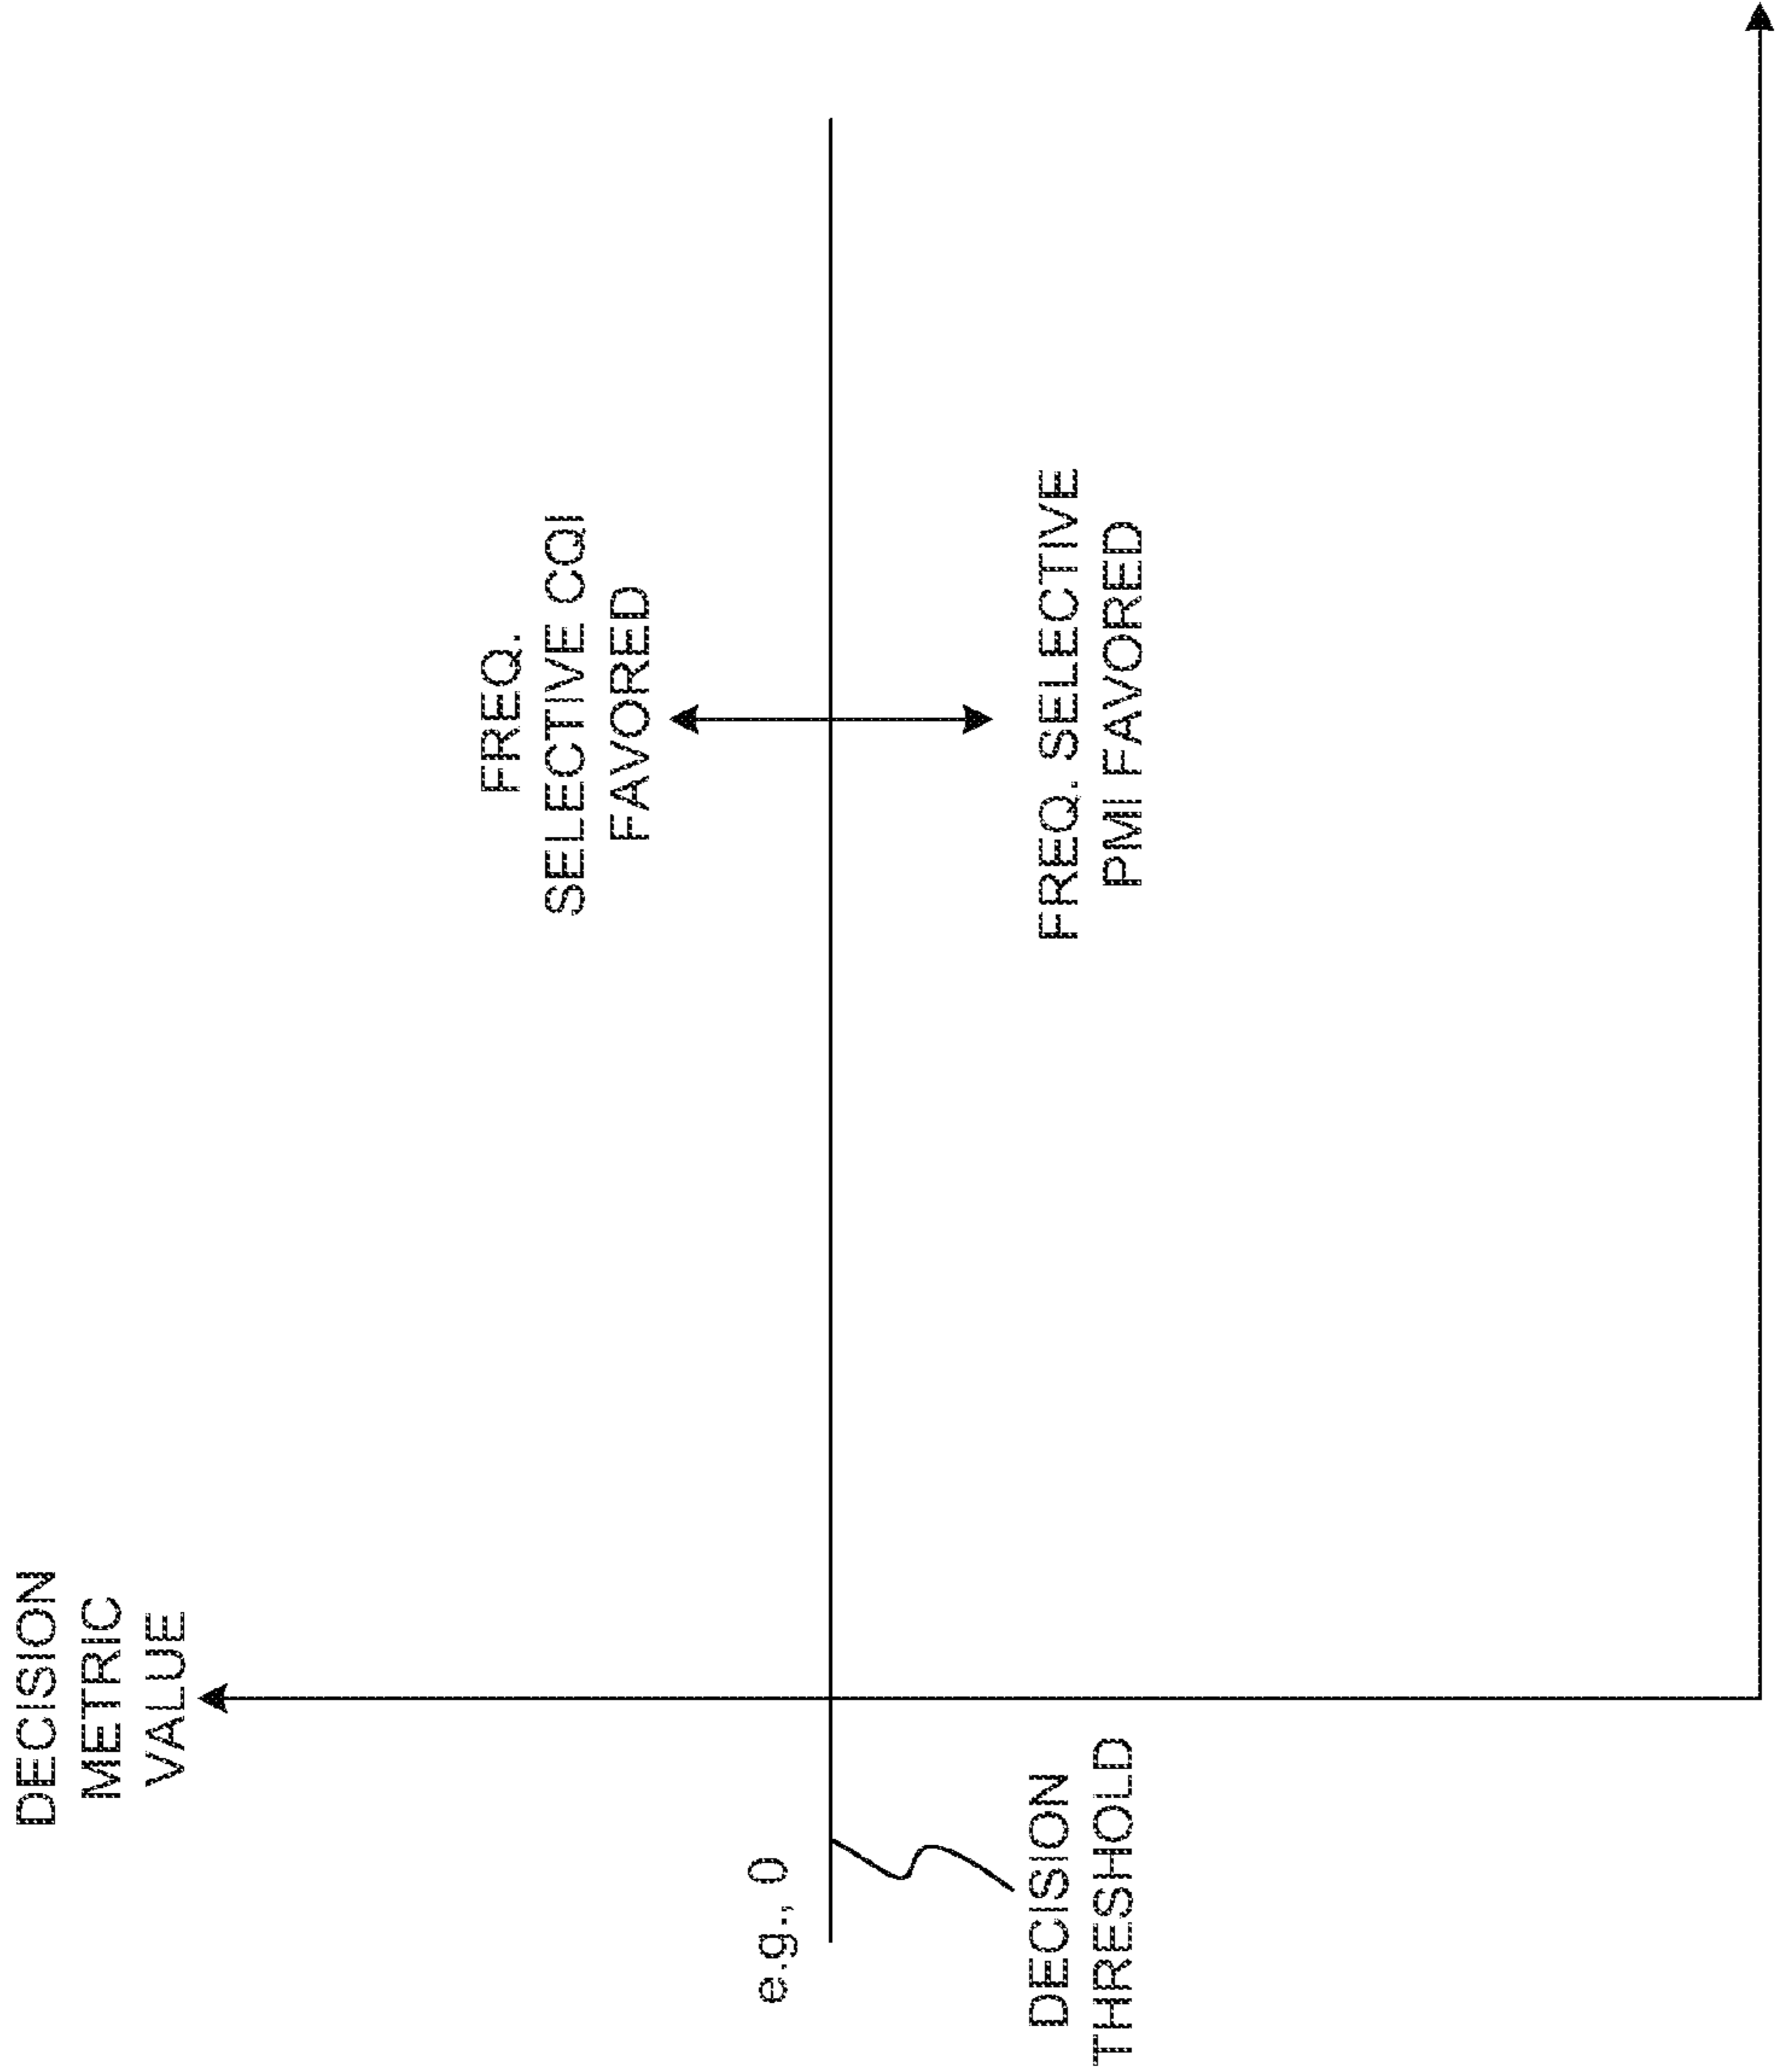 DECISION
METRIC
VALUE
FREQ.
SELECTIVE CQI
FAVORED
e.g., 0
FREQ. SELECTIVE
PMI FAVORED
DECISION
THRESHOLD